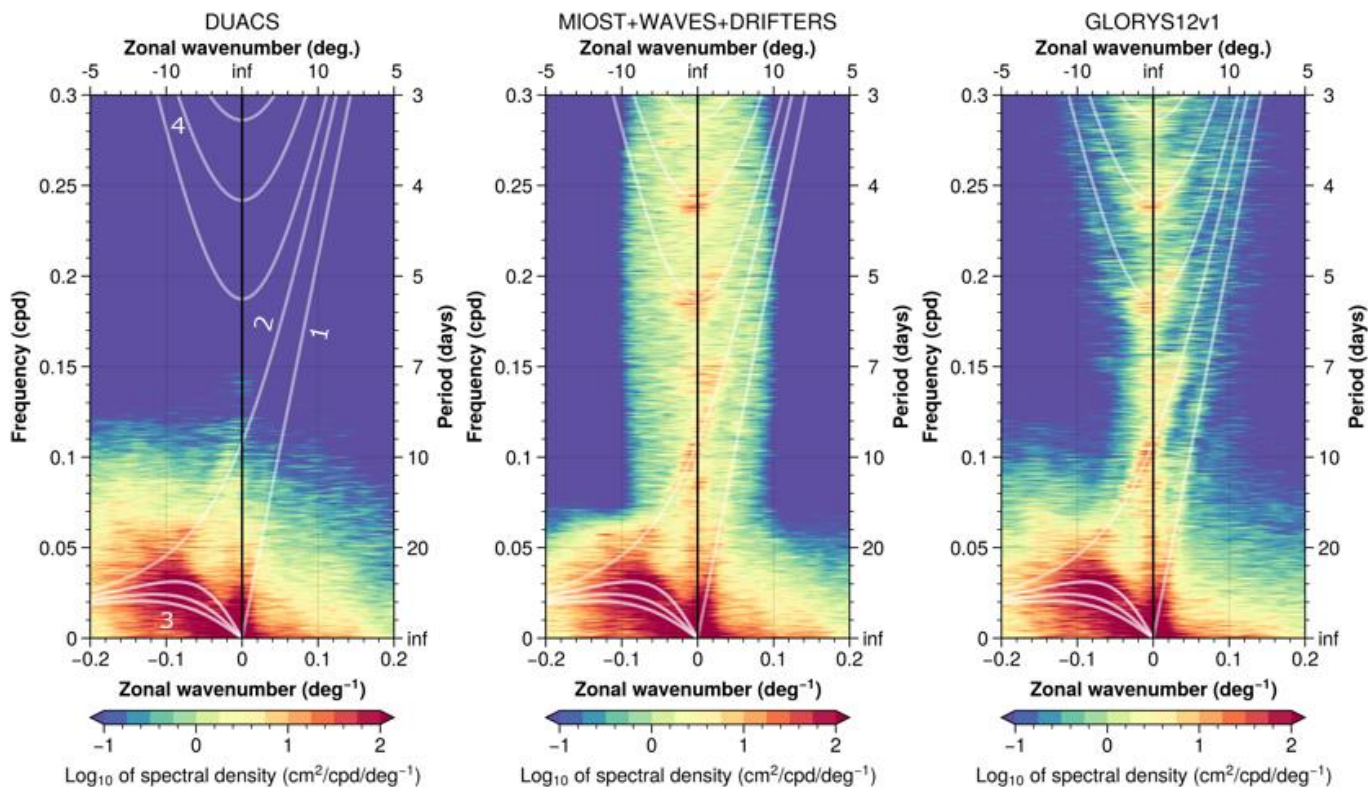 DUACS
Zonal wavenumber (deg.)
-5 -10 inf 10 5
0.3
0.25
0.2
0.15
0.1
0.05
0
Frequency (cpd)
3
4
5
7
10
20
inf
Period (days)
4
2
1
3
−0.2 −0.1 0 0.1 0.2
Zonal wavenumber (deg⁻¹)
−1 0 1 2
Log₁₀ of spectral density (cm²/cpd/deg⁻¹)
MIOST+WAVES+DRIFTERS
Zonal wavenumber (deg.)
-5 -10 inf 10 5
0.3
0.25
0.2
0.15
0.1
0.05
0
Frequency (cpd)
3
4
5
7
10
20
inf
Period (days)
−0.2 −0.1 0 0.1 0.2
Zonal wavenumber (deg⁻¹)
−1 0 1 2
Log₁₀ of spectral density (cm²/cpd/deg⁻¹)
GLORYS12v1
Zonal wavenumber (deg.)
-5 -10 inf 10 5
0.3
0.25
0.2
0.15
0.1
0.05
0
Frequency (cpd)
3
4
5
7
10
20
inf
Period (days)
−0.2 −0.1 0 0.1 0.2
Zonal wavenumber (deg⁻¹)
−1 0 1 2
Log₁₀ of spectral density (cm²/cpd/deg⁻¹)